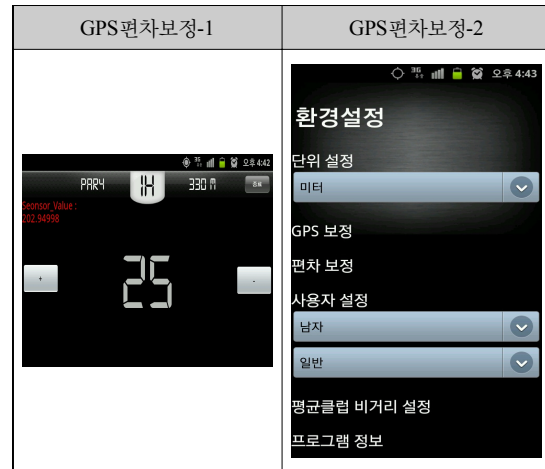 GPS편차보정-1
GPS편차보정-2
3G 오후 4:42
PAR4 1H 330 m
Seonsor_Value :
202.94998
+ 25 -
3G 오후 4:43
환경설정
단위 설정
미터
GPS 보정
편차 보정
사용자 설정
남자
일반
평균클럽 비거리 설정
프로그램 정보